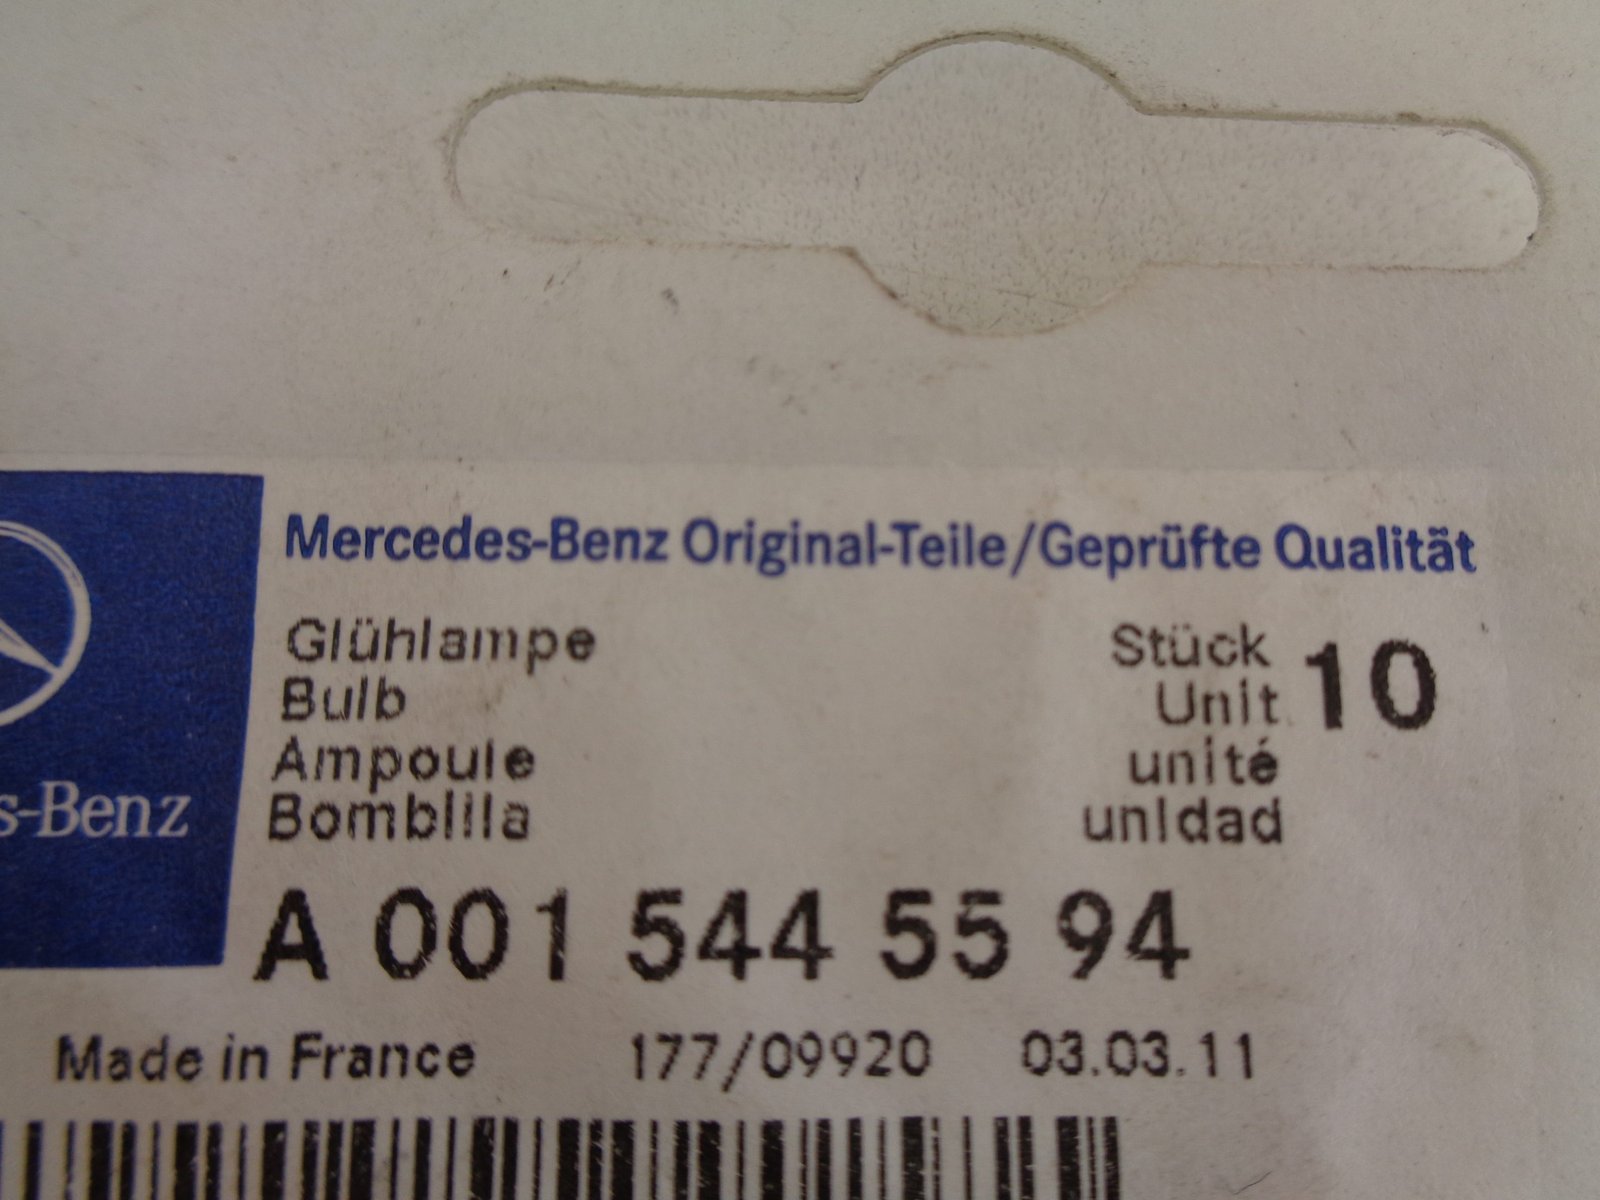 Mercedes-Benz Original-Teile/Geprüfte Qualität
Glühlampe
Bulb
Ampoule
Bombilla
Stück
Unit
unité
unidad
10
s-Benz
A 001 544 55 94
Made in France 177/09920 03.03.11